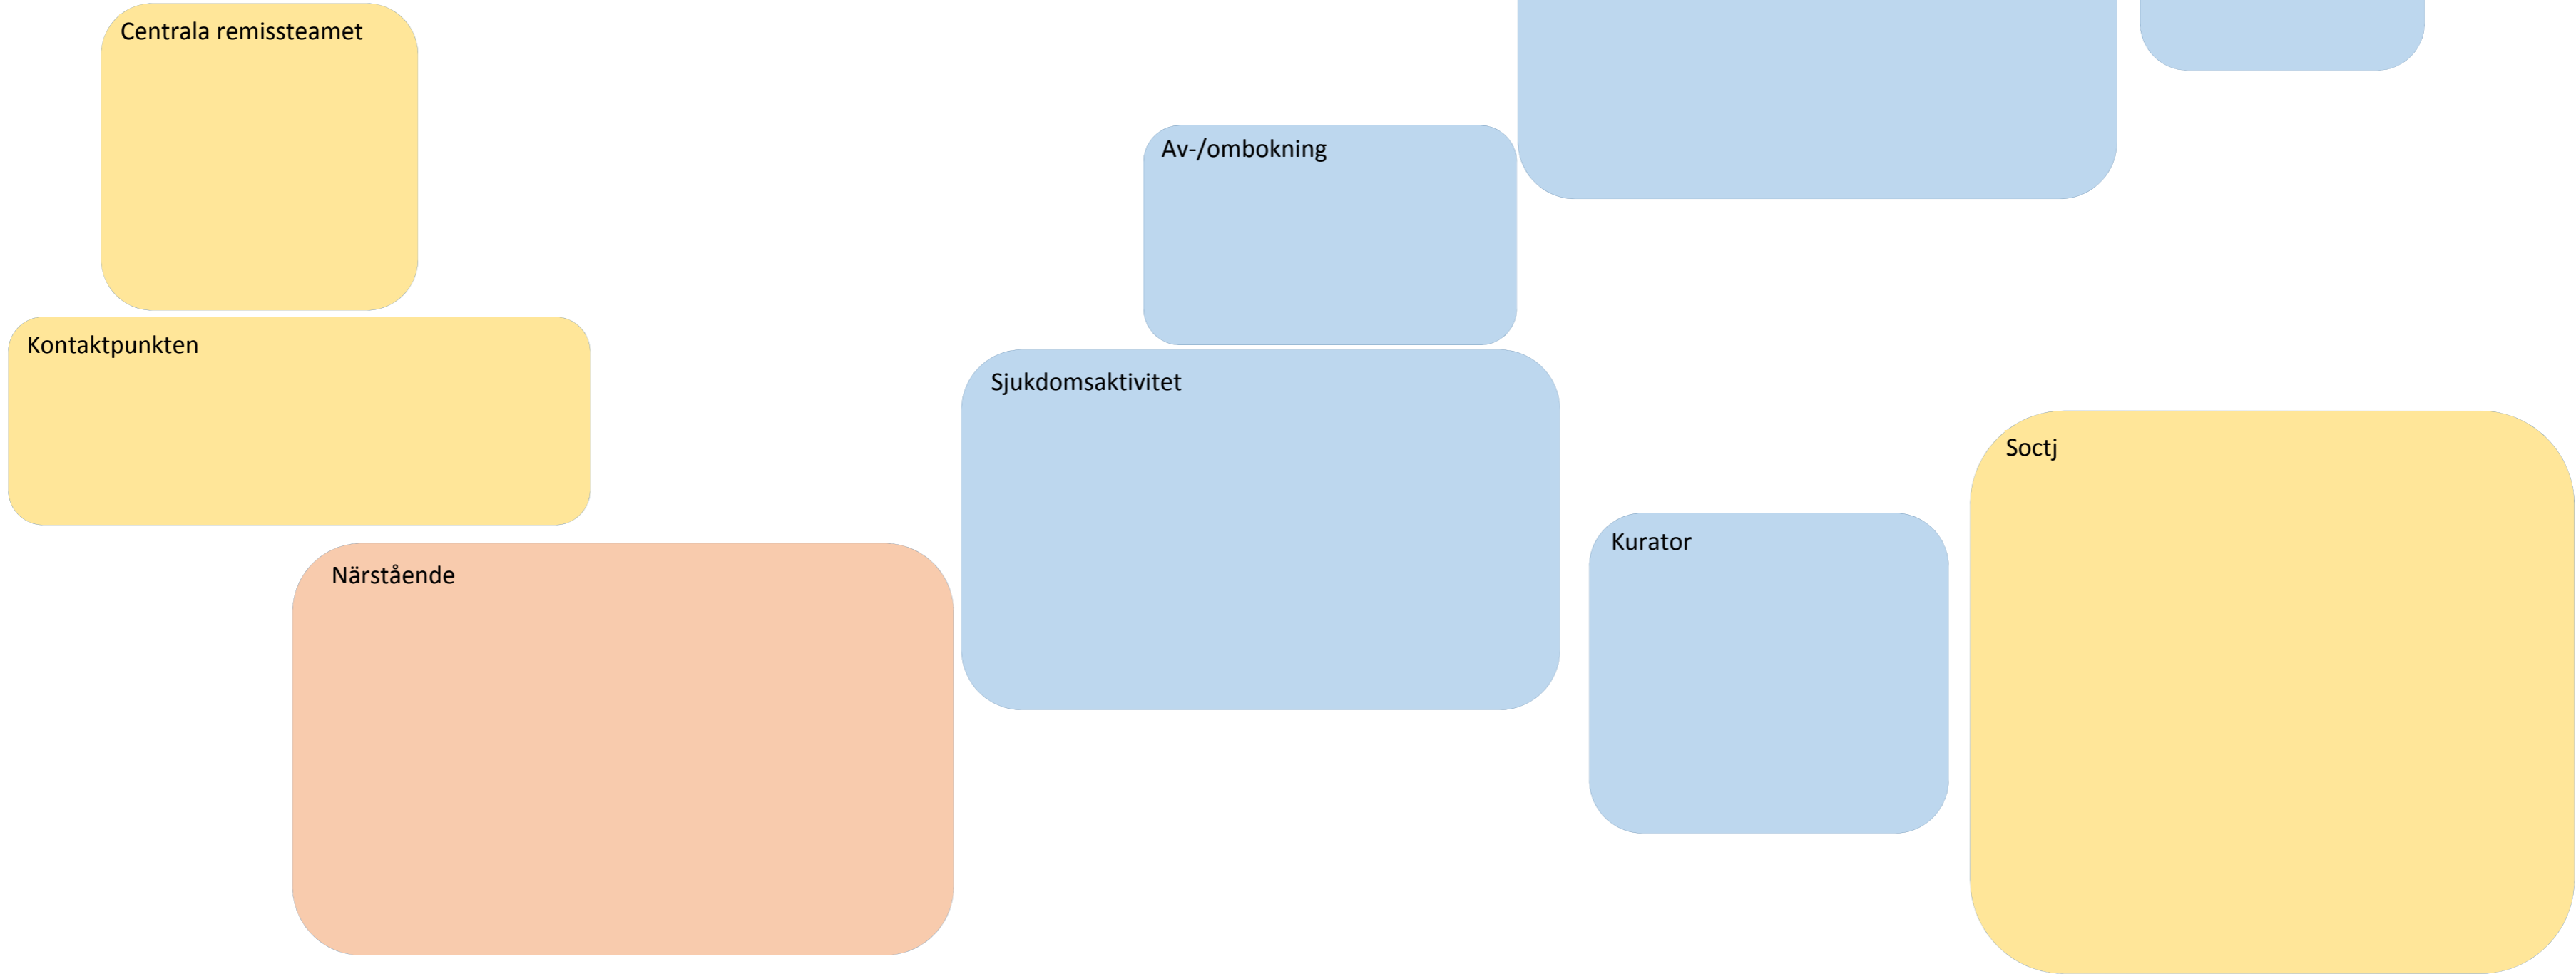 Centrala remissteamet
Av-/ombokning
Kontaktpunkten
Sjukdomsaktivitet
Soctj
Kurator
Närstående